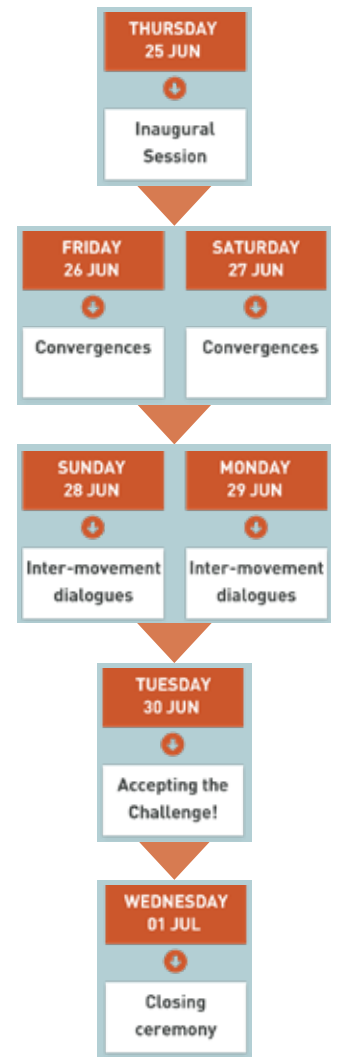 THURSDAY
25 JUN
Inaugural
Session
FRIDAY
26 JUN
Convergences
SATURDAY
27 JUN
Convergences
SUNDAY
28 JUN
Inter-movement
dialogues
MONDAY
29 JUN
Inter-movement
dialogues
TUESDAY
30 JUN
Accepting the
Challenge!
WEDNESDAY
01 JUL
Closing
ceremony